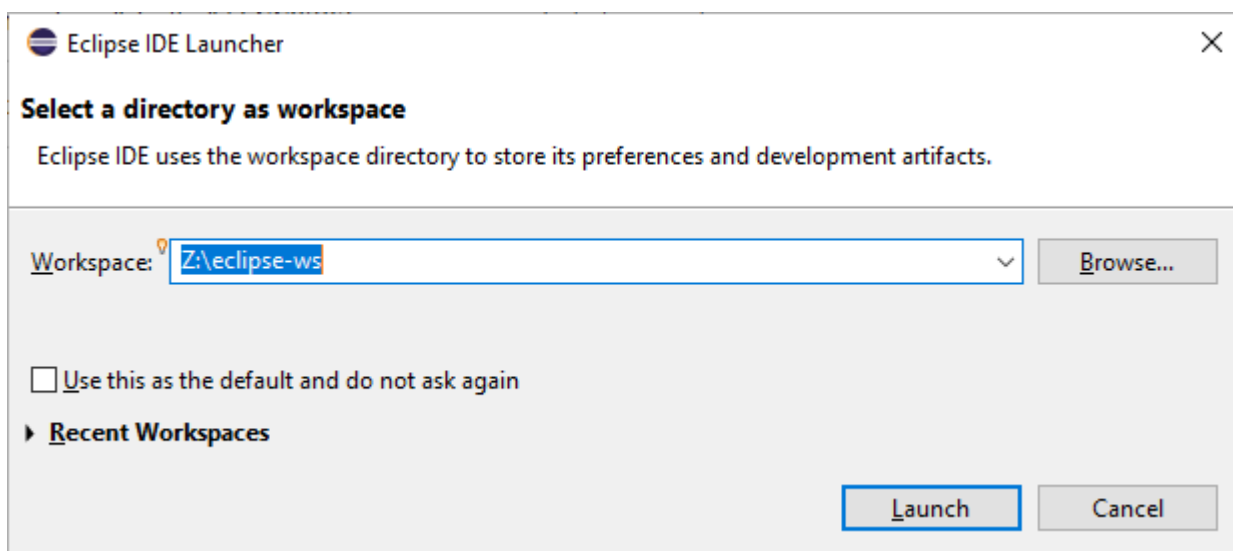 Eclipse IDE Launcher
Select a directory as workspace
Eclipse IDE uses the workspace directory to store its preferences and development artifacts.
Workspace: Z:\eclipse-ws Browse...
Use this as the default and do not ask again
Recent Workspaces
Launch Cancel